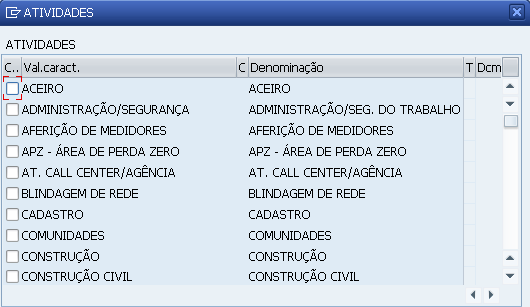 ATIVIDADES
ATIVIDADES
C.. Val.caract. C Denominação T Dcm
ACEIRO ACEIRO
ADMINISTRAÇÃO/SEGURANÇA ADMINISTRAÇÃO/SEG. DO TRABALHO
AFERIÇÃO DE MEDIDORES AFERIÇÃO DE MEDIDORES
APZ - ÁREA DE PERDA ZERO APZ - ÁREA DE PERDA ZERO
AT. CALL CENTER/AGÊNCIA AT. CALL CENTER/AGÊNCIA
BLINDAGEM DE REDE BLINDAGEM DE REDE
CADASTRO CADASTRO
COMUNIDADES COMUNIDADES
CONSTRUÇÃO CONSTRUÇÃO
CONSTRUÇÃO CIVIL CONSTRUÇÃO CIVIL